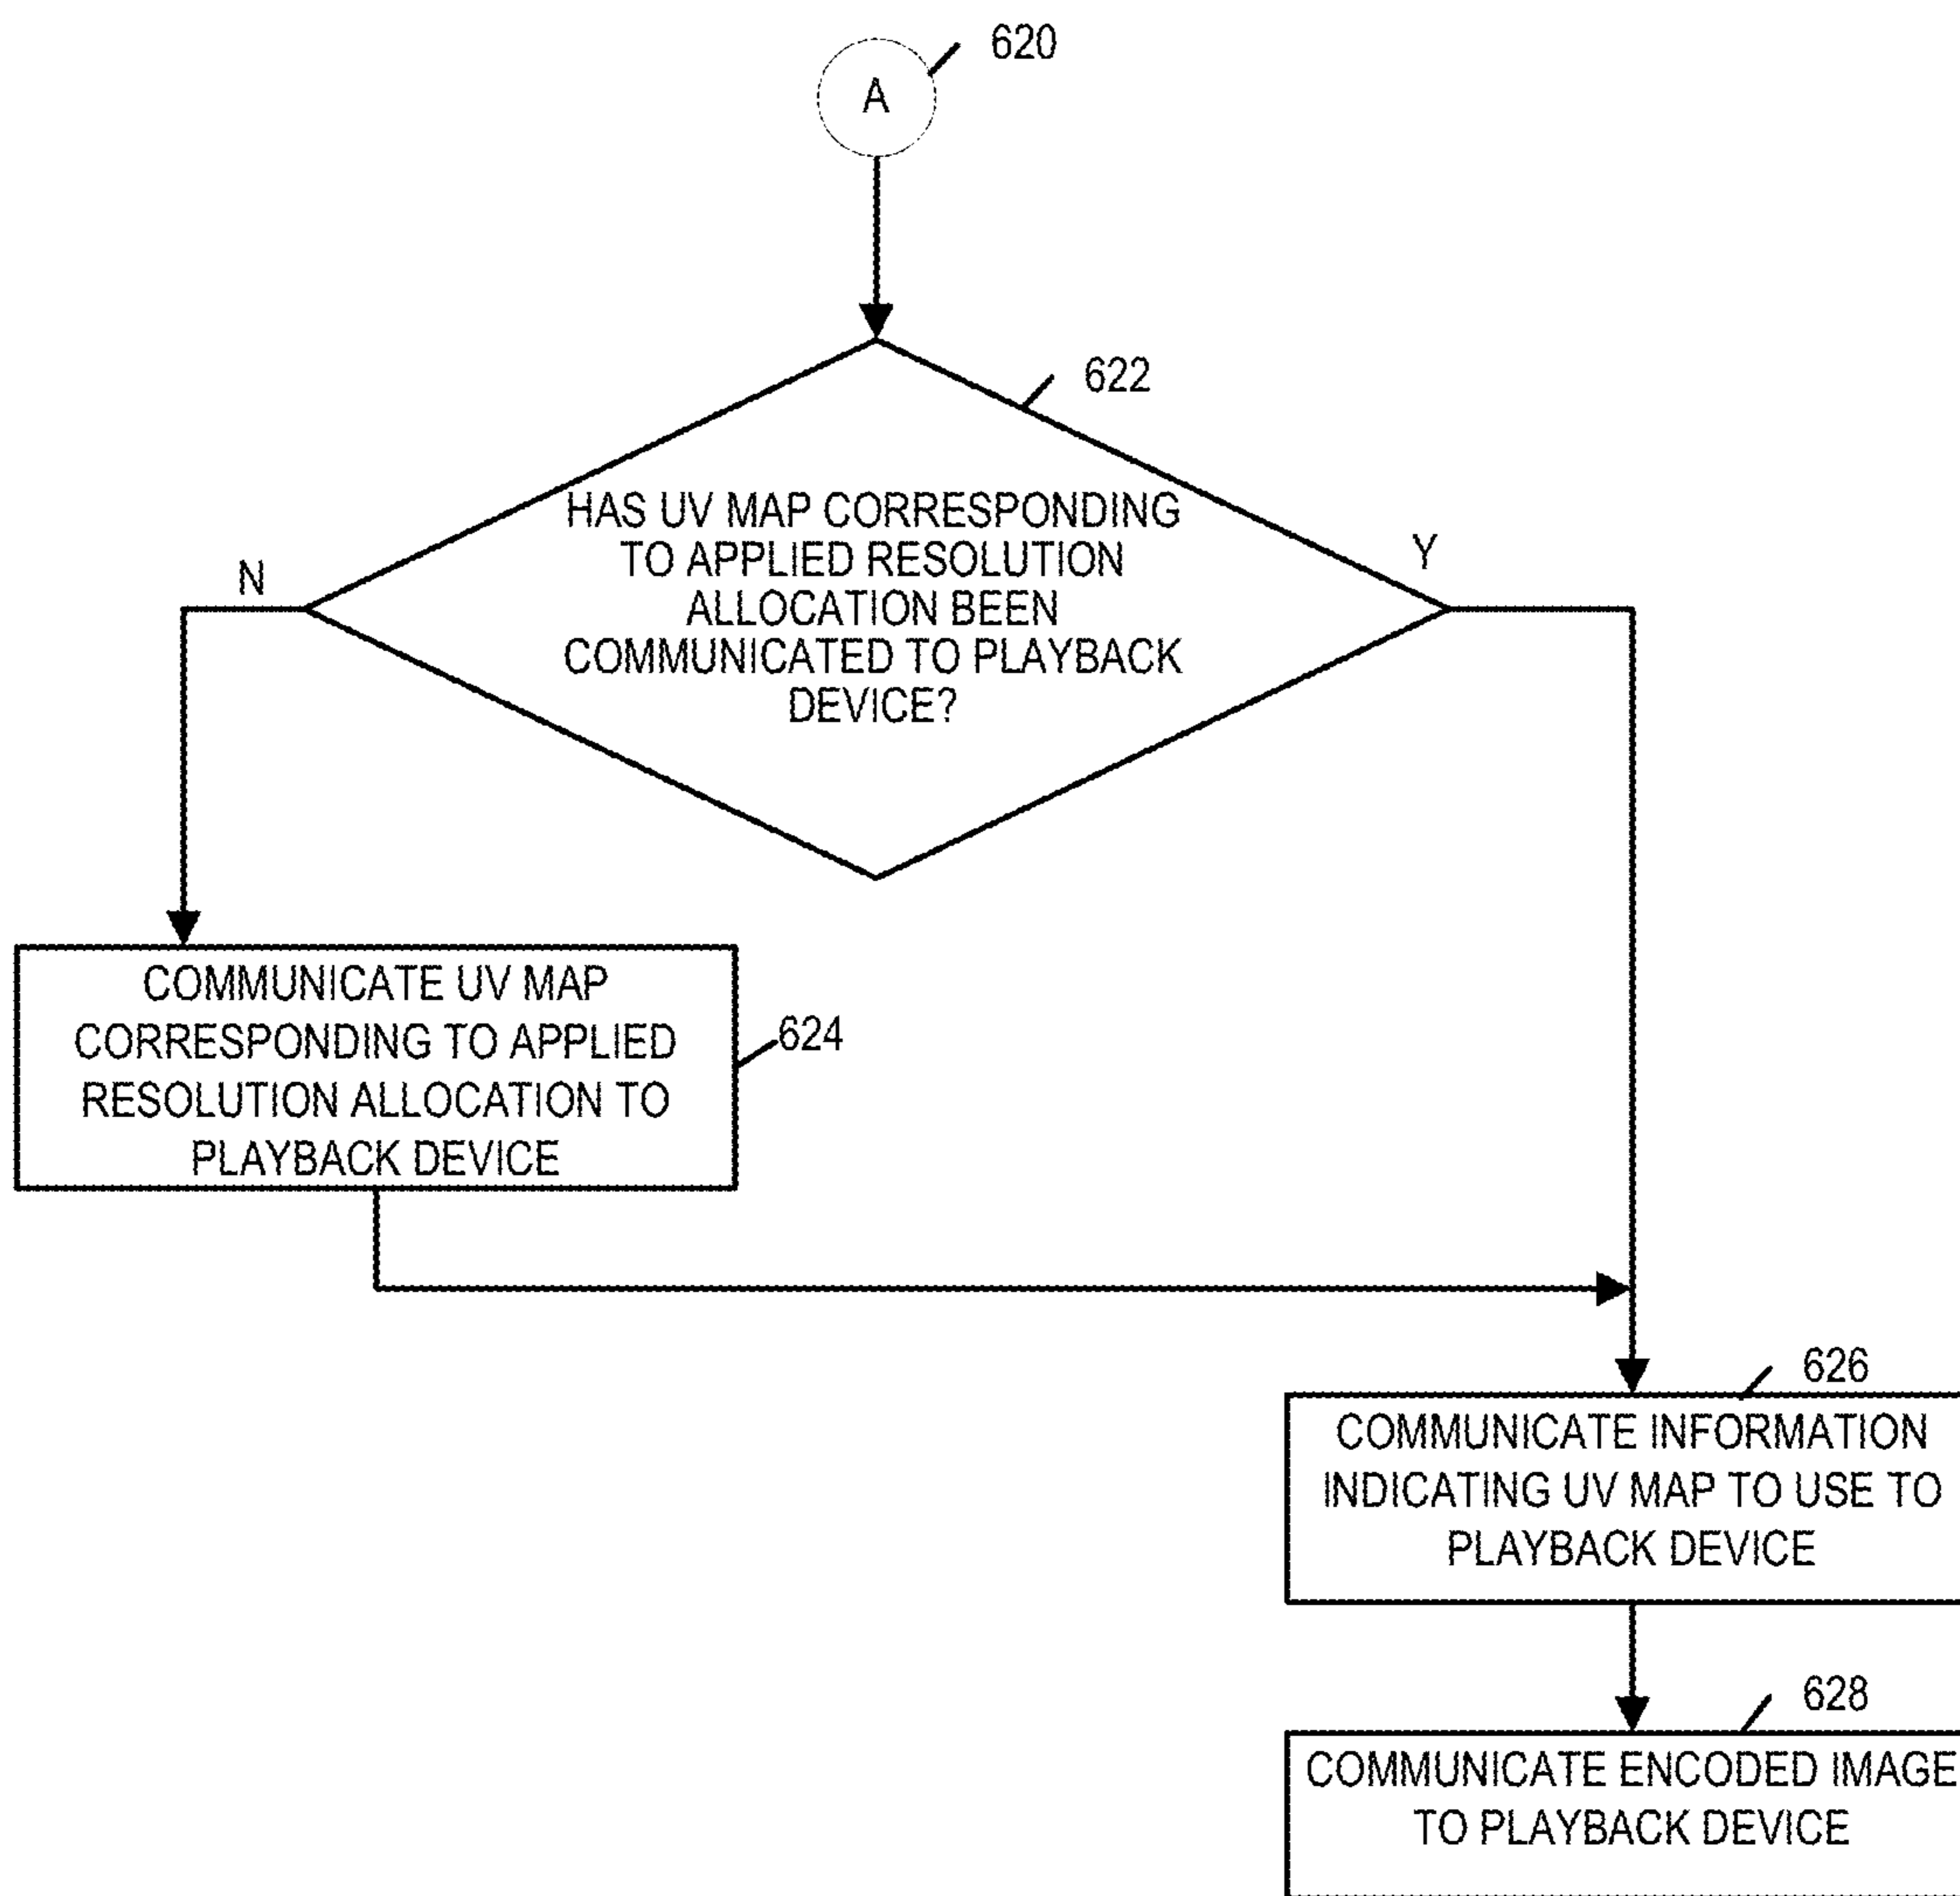 A
620
622
HAS UV MAP CORRESPONDING
TO APPLIED RESOLUTION
ALLOCATION BEEN
COMMUNICATED TO PLAYBACK
DEVICE?
N
Y
COMMUNICATE UV MAP
CORRESPONDING TO APPLIED
RESOLUTION ALLOCATION TO
PLAYBACK DEVICE
624
626
COMMUNICATE INFORMATION
INDICATING UV MAP TO USE TO
PLAYBACK DEVICE
628
COMMUNICATE ENCODED IMAGE
TO PLAYBACK DEVICE